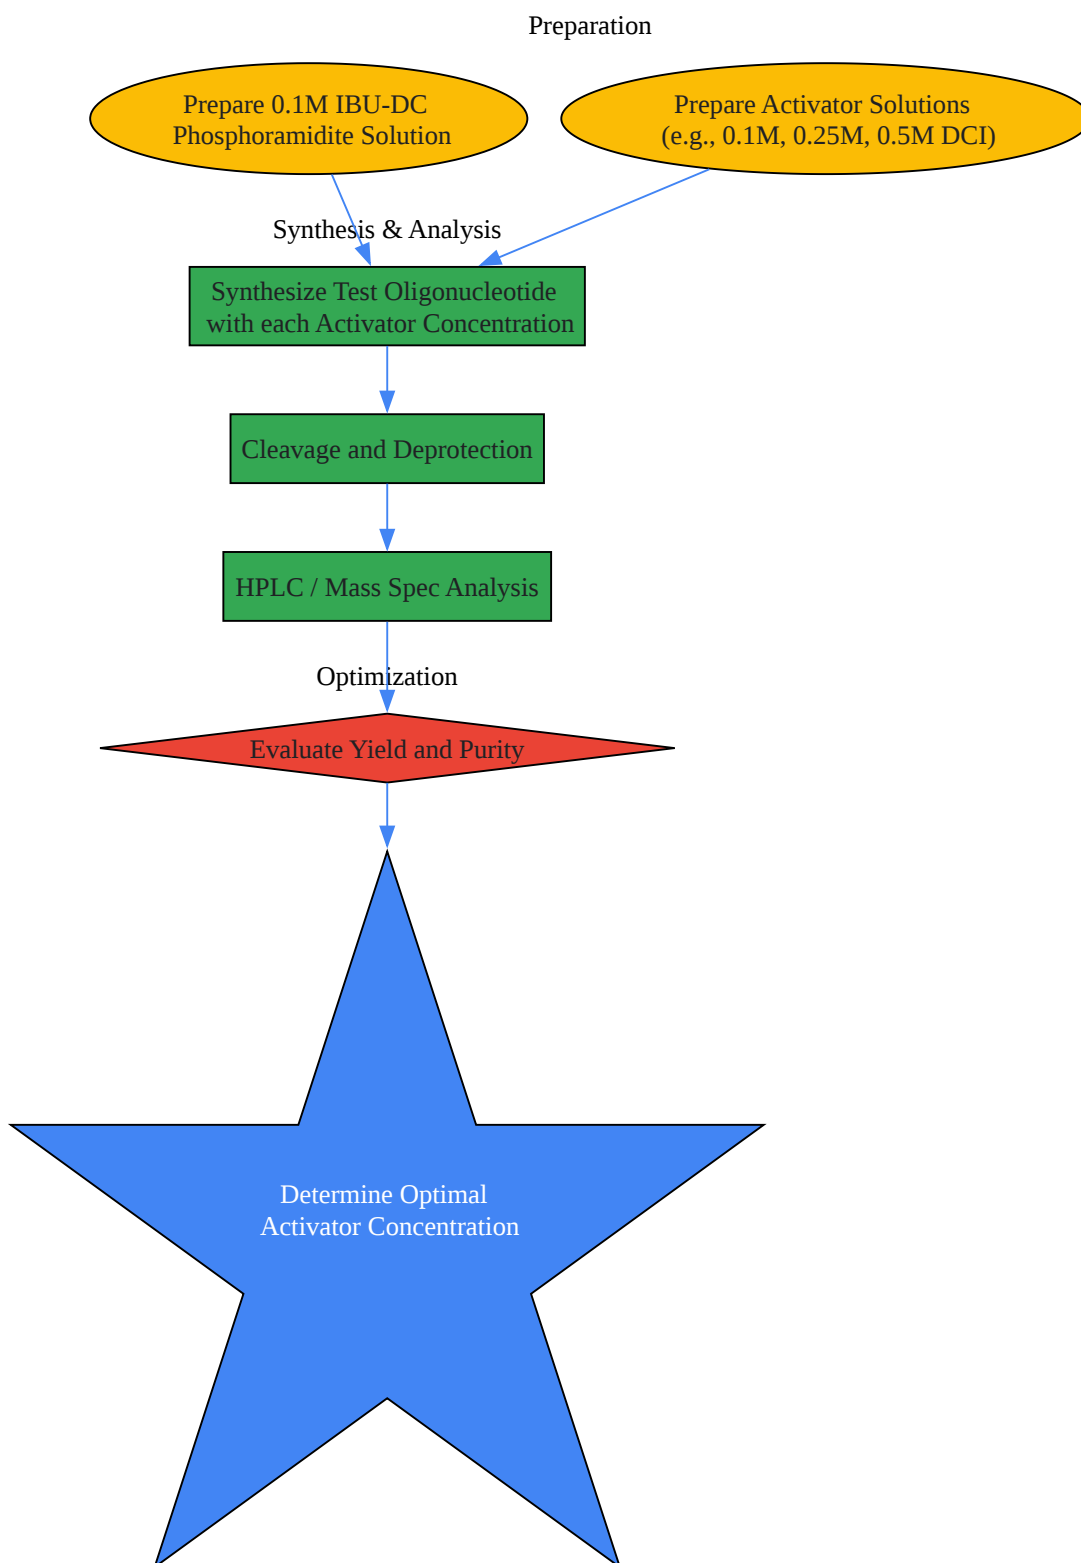 Preparation
Prepare 0.1M IBU-DC
Phosphoramidite Solution
Prepare Activator Solutions
(e.g., 0.1M, 0.25M, 0.5M DCI)
Synthesis & Analysis
Synthesize Test Oligonucleotide
with each Activator Concentration
Cleavage and Deprotection
HPLC / Mass Spec Analysis
Optimization
Evaluate Yield and Purity
Determine Optimal
Activator Concentration